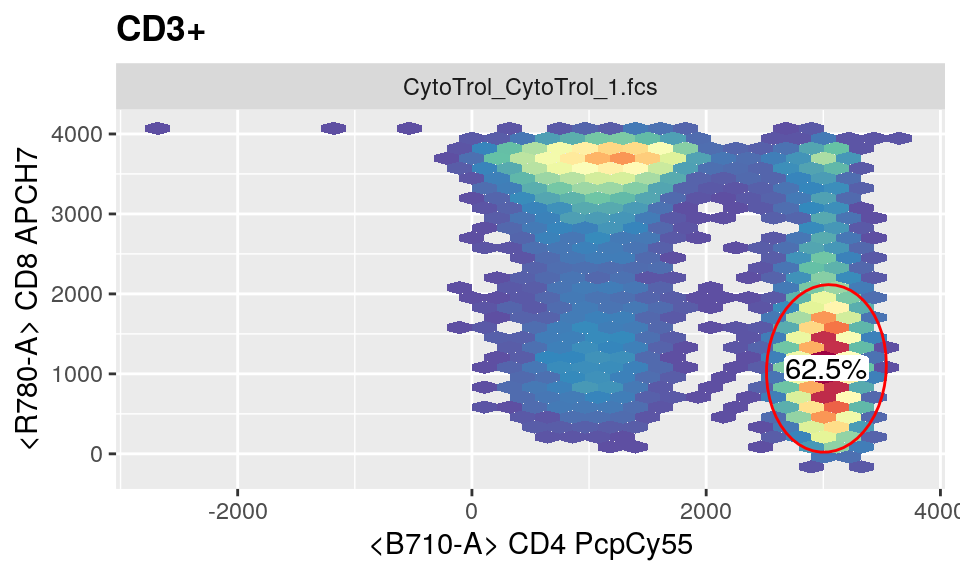 CD3+
CytoTrol_CytoTrol_1.fcs
<R780-A> CD8 APCH7
4000
3000
2000
1000
0
62.5%
-2000
0
2000
4000
<B710-A> CD4 PcpCy55